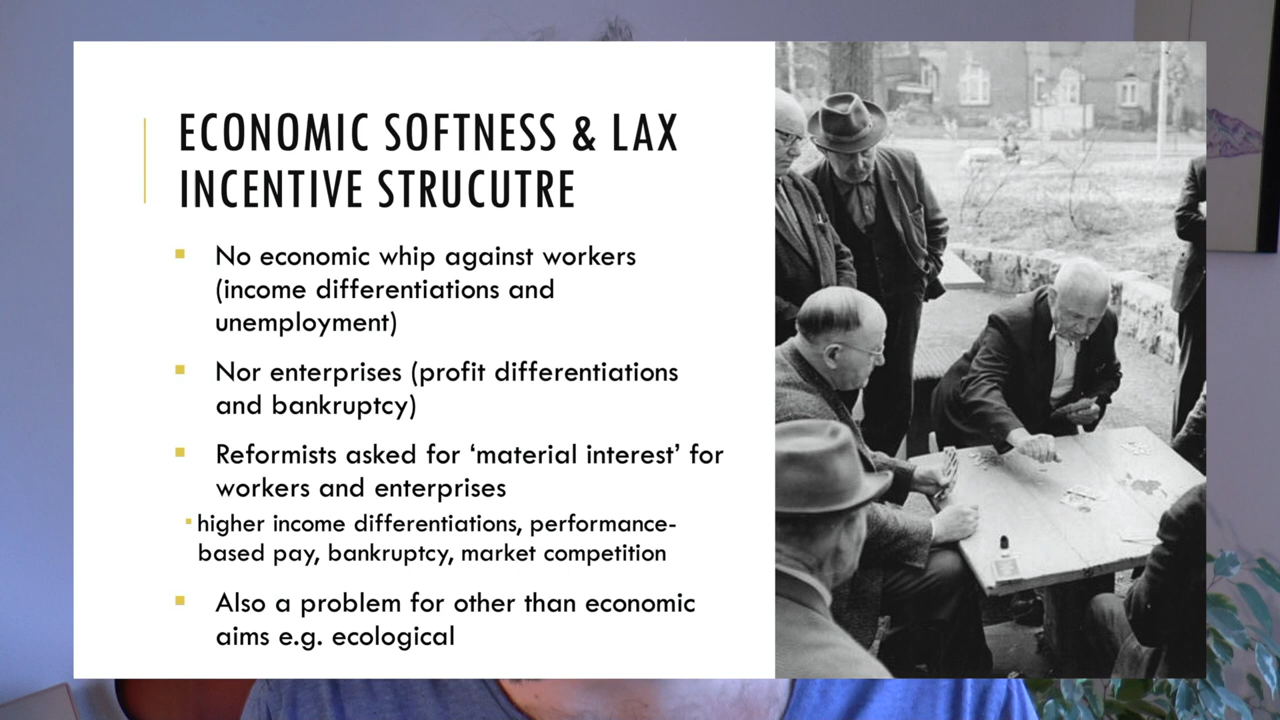 ECONOMIC SOFTNESS & LAX
INCENTIVE STRUCUTRE
No economic whip against workers
(income differentiations and
unemployment)
Nor enterprises (profit differentiations
and bankruptcy)
Reformists asked for ‘material interest’ for
workers and enterprises
higher income differentiations, performance-
based pay, bankruptcy, market competition
Also a problem for other than economic
aims e.g. ecological